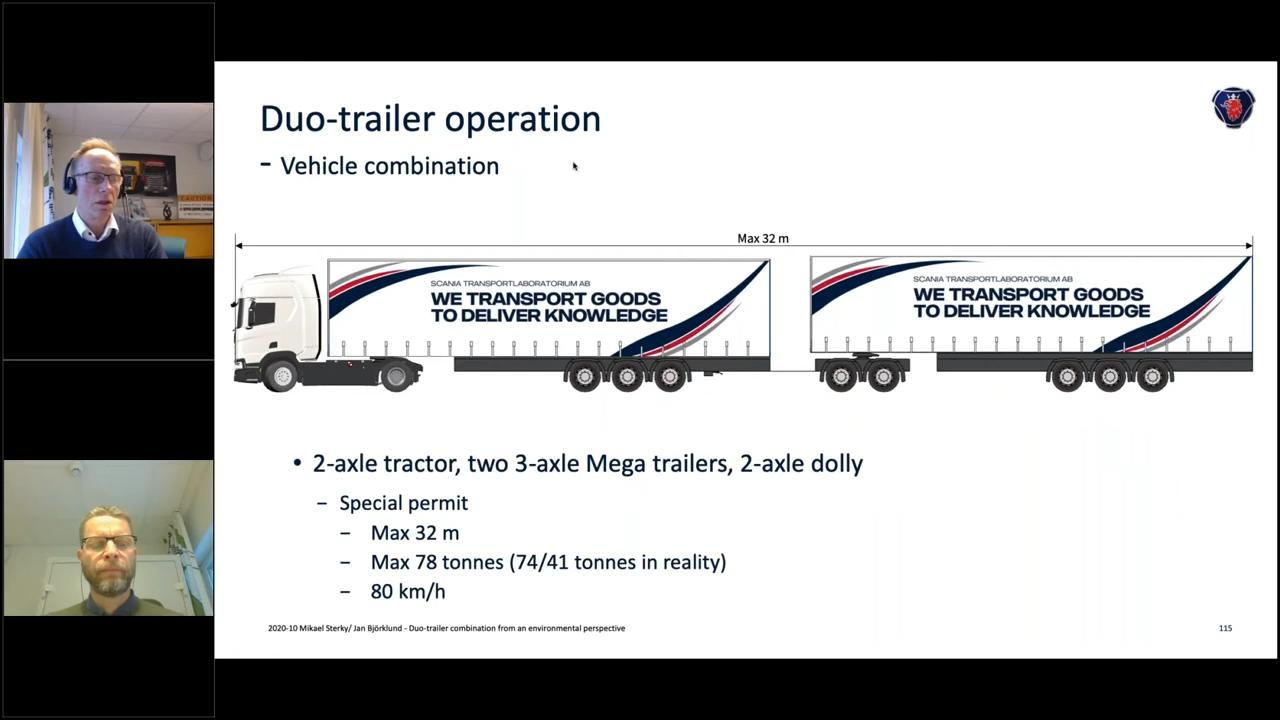 Duo-trailer operation
- Vehicle combination
Max 32 m
SCANIA TRANSPORTLABORATORIUM AB
WE TRANSPORT GOODS
TO DELIVER KNOWLEDGE
SCANIA TRANSPORTLABORATORIUM AB
WE TRANSPORT GOODS
TO DELIVER KNOWLEDGE
• 2-axle tractor, two 3-axle Mega trailers, 2-axle dolly
– Special permit
– Max 32 m
– Max 78 tonnes (74/41 tonnes in reality)
– 80 km/h
2020-10 Mikael Sterky/ Jan Björklund - Duo-trailer combination from an environmental perspective
115
CAUTION